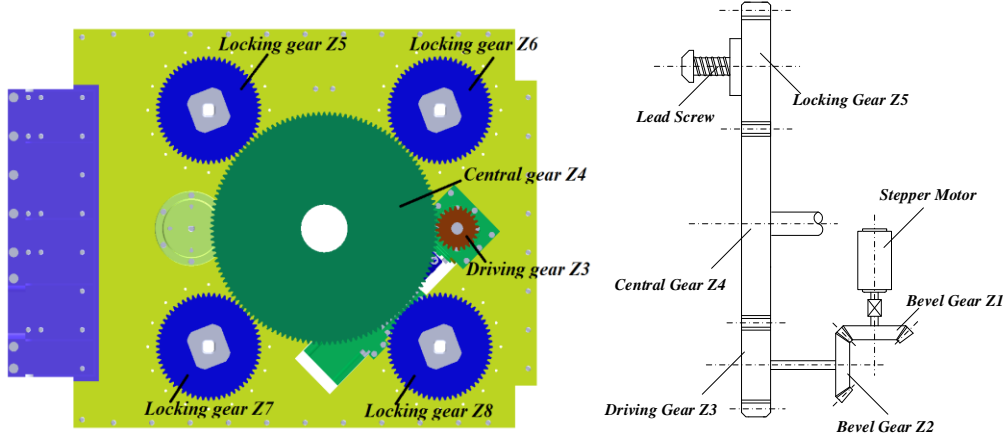 Locking gear Z5
Locking gear Z6
Central gear Z4
Driving gear Z3
Locking gear Z7
Locking gear Z8
Locking Gear Z5
Lead Screw
Stepper Motor
Central Gear Z4
Bevel Gear Z1
Driving Gear Z3
Bevel Gear Z2